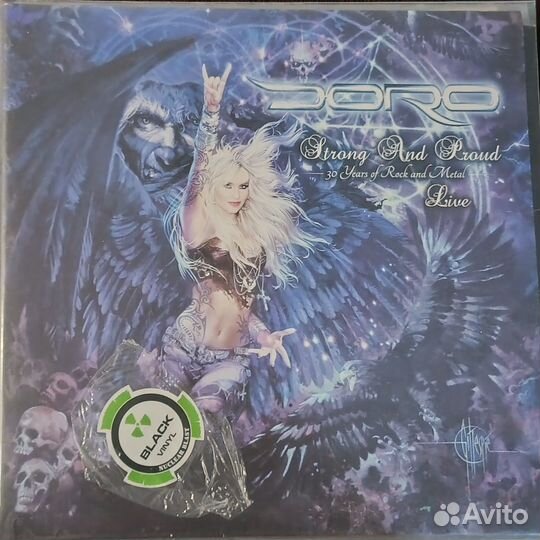 DORO
Strong And Proud
30 Years of Rock and Metal
Live
BLACK
VINYL
NUCLEAR BLAST
Avito